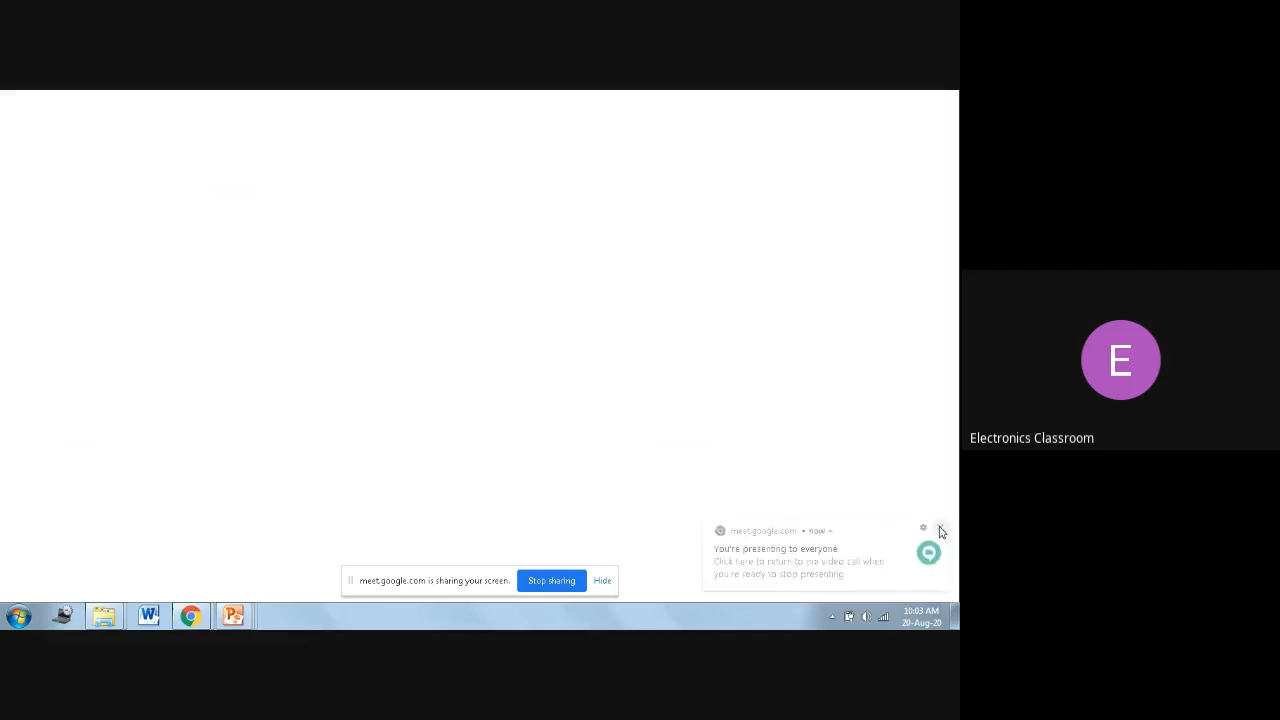 meet.google.com • now
You're presenting to everyone
Click here to return to the video call when
you're ready to stop presenting
meet.google.com is sharing your screen.
Stop sharing
Hide
10:03 AM
20-Aug-20
E
Electronics Classroom